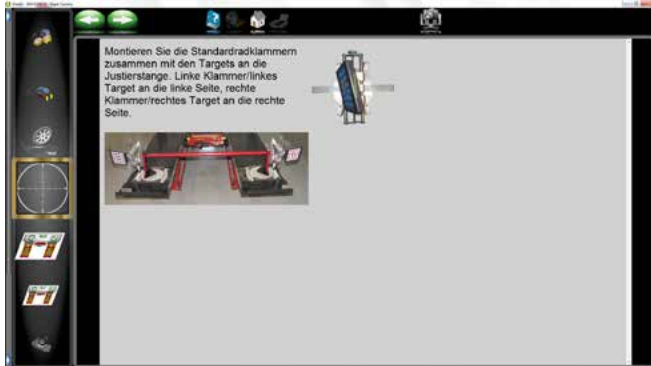 Montieren Sie die Standardradklammern
zusammen mit den Targets an die
Justierstange. Linke Klammer/linkes
Target an die linke Seite, rechte
Klammer/rechtes Target an die rechte
Seite.